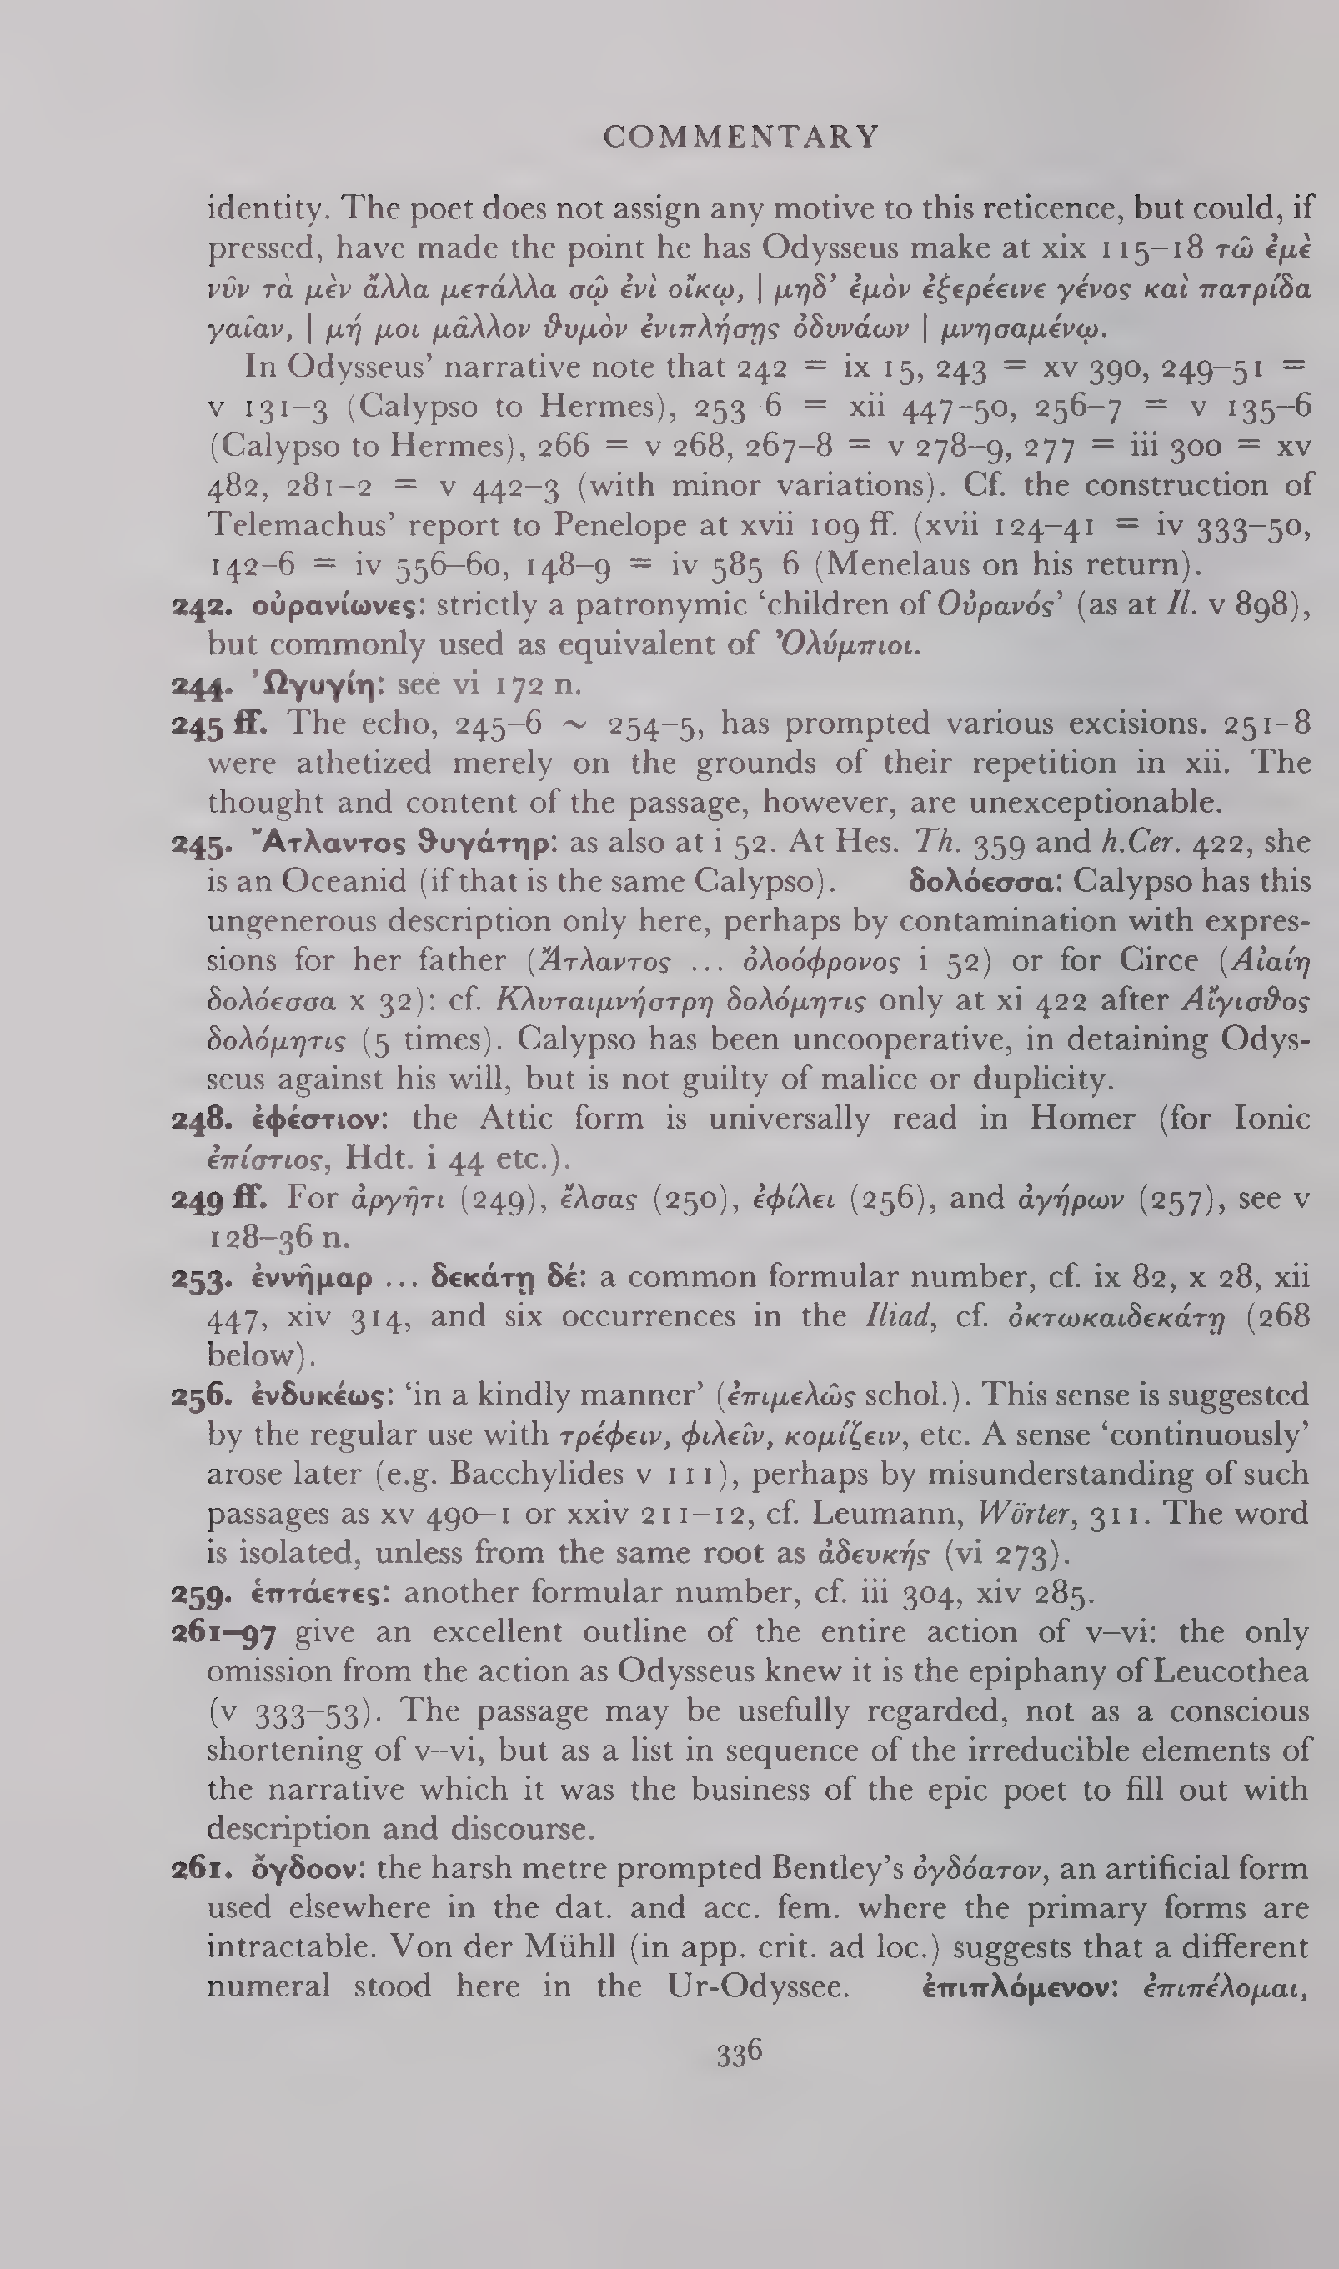 COMMENTARY
identity. The poet does not assign any motive to this reticence, but could, if
pressed, have made the point he has Odysseus make at xix 115–18 τῶ ἐμὲ
νῦν τὰ μὲν ἄλλα μετάλλα σῷ ἐνὶ οἴκῳ, | μηδ’ ἐμὸν ἐξερέεινε γένος καὶ πατρίδα
γαῖαν, | μή μοι μᾶλλον ϑυμὸν ἐνιπλήσῃς ὀδυνάων | μνησαμένῳ.
In Odysseus’ narrative note that 242 = ix 15, 243 = xv 390, 249–51 =
v 131–3 (Calypso to Hermes), 253 6 = xii 447–50, 256–7 = v 135–6
(Calypso to Hermes), 266 = v 268, 267–8 = v 278–9, 277 = iii 300 = xv
482, 281–2 = v 442–3 (with minor variations). Cf. the construction of
Telemachus’ report to Penelope at xvii 109 ff. (xvii 124–41 = iv 333–50,
142–6 = iv 556–60, 148–9 = iv 585 6 (Menelaus on his return).
242. οὐρανίωνες: strictly a patronymic ‘children of Οὐρανός’ (as at Il. v 898),
but commonly used as equivalent of Ὀλύμπιοι.
244. Ὠγυγίη: see vi 172 n.
245 ff. The echo, 245–6 ~ 254–5, has prompted various excisions. 251–8
were athetized merely on the grounds of their repetition in xii. The
thought and content of the passage, however, are unexceptionable.
245. Ἄτλαντος ϑυγάτηρ: as also at i 52. At Hes. Th. 359 and h.Cer. 422, she
is an Oceanid (if that is the same Calypso). δολόεσσα: Calypso has this
ungenerous description only here, perhaps by contamination with expres-
sions for her father (Ἄτλαντος ... ὀλοόφρονος i 52) or for Circe (Αἰαίη
δολόεσσα x 32): cf. Κλυταιμνήστρη δολόμητις only at xi 422 after Αἴγισϑος
δολόμητις (5 times). Calypso has been uncooperative, in detaining Odys-
seus against his will, but is not guilty of malice or duplicity.
248. ἐφέστιον: the Attic form is universally read in Homer (for Ionic
ἐπίστιος, Hdt. i 44 etc.).
249 ff. For ἀργῆτι (249), ἔλσας (250), ἐφίλει (256), and ἀγήρων (257), see v
128–36 n.
253. ἐννῆμαρ ... δεκάτῃ δέ: a common formular number, cf. ix 82, x 28, xii
447, xiv 314, and six occurrences in the Iliad, cf. ὀκτωκαιδεκάτῃ (268
below).
256. ἐνδυκέως: ‘in a kindly manner’ (ἐπιμελῶς schol.). This sense is suggested
by the regular use with τρέφειν, φιλεῖν, κομίζειν, etc. A sense ‘continuously’
arose later (e.g. Bacchylides v 111), perhaps by misunderstanding of such
passages as xv 490–1 or xxiv 211–12, cf. Leumann, Wörter, 311. The word
is isolated, unless from the same root as ἀδευκής (vi 273).
259. ἑπτάετες: another formular number, cf. iii 304, xiv 285.
261–97 give an excellent outline of the entire action of v–vi: the only
omission from the action as Odysseus knew it is the epiphany of Leucothea
(v 333–53). The passage may be usefully regarded, not as a conscious
shortening of v–vi, but as a list in sequence of the irreducible elements of
the narrative which it was the business of the epic poet to fill out with
description and discourse.
261. ὄγδοον: the harsh metre prompted Bentley’s ὀγδόατον, an artificial form
used elsewhere in the dat. and acc. fem. where the primary forms are
intractable. Von der Mühll (in app. crit. ad loc.) suggests that a different
numeral stood here in the Ur-Odyssee. ἐπιπλόμενον: ἐπιπέλομαι,
336